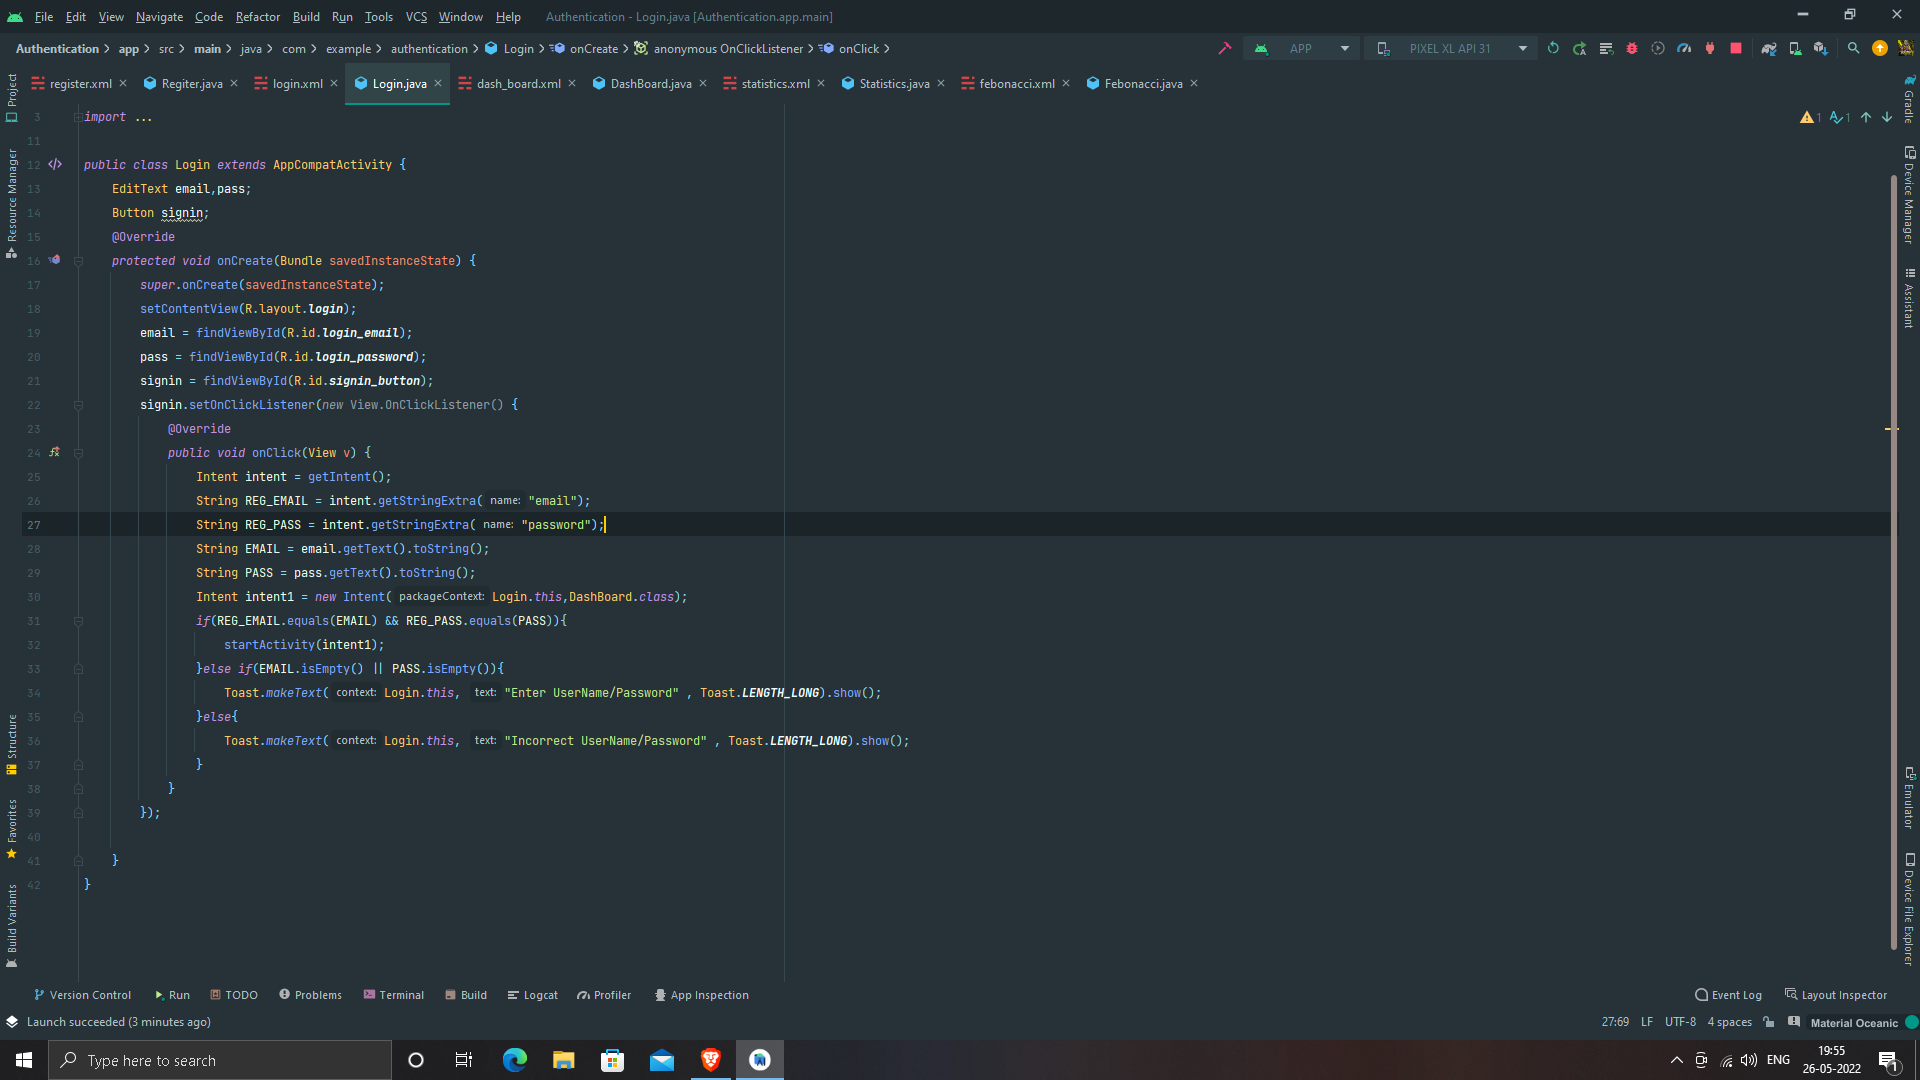 File Edit View Navigate Code Refactor Build Run Tools VCS Window Help Authentication - Login.java [Authentication.app.main]
Authentication app src main java com example authentication Login onCreate anonymous OnClickListener onClick APP PIXEL XL API 31
register.xml Regiter.java login.xml Login.java dash_board.xml DashBoard.java statistics.xml Statistics.java febonacci.xml Febonacci.java
Project
Resource Manager
Structure
Favorites
Build Variants
3 import ...
11
12 public class Login extends AppCompatActivity {
13 EditText email,pass;
14 Button signin;
15 @Override
16 protected void onCreate(Bundle savedInstanceState) {
17 super.onCreate(savedInstanceState);
18 setContentView(R.layout.login);
19 email = findViewById(R.id.login_email);
20 pass = findViewById(R.id.login_password);
21 signin = findViewById(R.id.signin_button);
22 signin.setOnClickListener(new View.OnClickListener() {
23 @Override
24 public void onClick(View v) {
25 Intent intent = getIntent();
26 String REG_EMAIL = intent.getStringExtra( name: "email");
27 String REG_PASS = intent.getStringExtra( name: "password");
28 String EMAIL = email.getText().toString();
29 String PASS = pass.getText().toString();
30 Intent intent1 = new Intent( packageContext: Login.this,DashBoard.class);
31 if(REG_EMAIL.equals(EMAIL) && REG_PASS.equals(PASS)){
32 startActivity(intent1);
33 }else if(EMAIL.isEmpty() || PASS.isEmpty()){
34 Toast.makeText( context: Login.this, text: "Enter UserName/Password" , Toast.LENGTH_LONG).show();
35 }else{
36 Toast.makeText( context: Login.this, text: "Incorrect UserName/Password" , Toast.LENGTH_LONG).show();
37 }
38 }
39 });
40
41 }
42 }
1 1
Gradle
Device Manager
Assistant
Emulator
Device File Explorer
Version Control Run TODO Problems Terminal Build Logcat Profiler App Inspection Event Log Layout Inspector
Launch succeeded (3 minutes ago) 27:69 LF UTF-8 4 spaces Material Oceanic
Type here to search ENG 19:55
26-05-2022 1